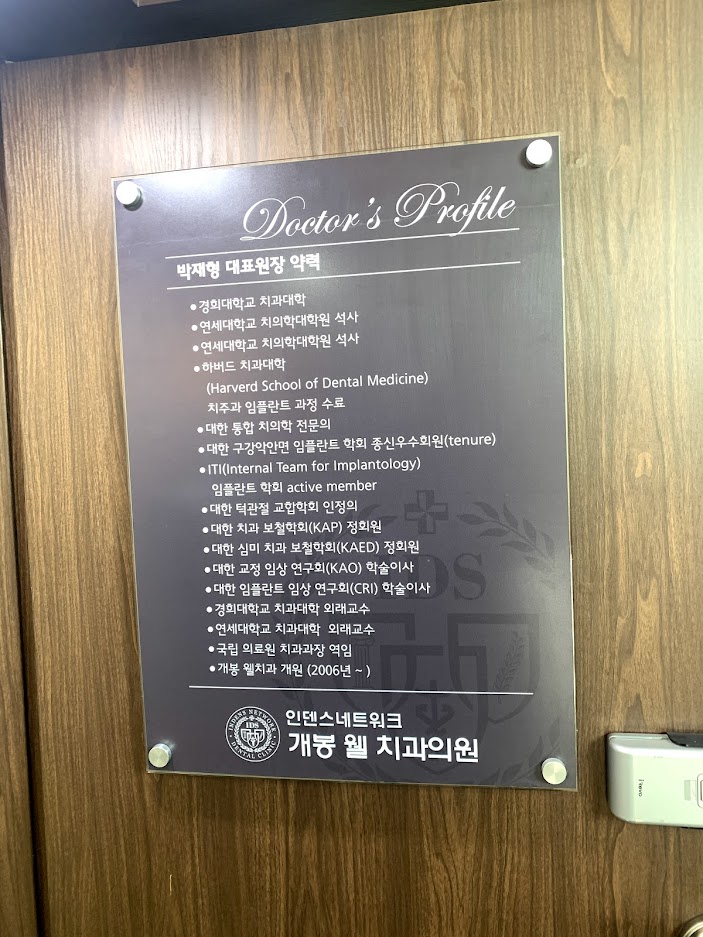 Doctor's Profile
박재형 대표원장 약력
• 경희대학교 치과대학
• 연세대학교 치의학대학원 석사
• 연세대학교 치의학대학원 석사
• 하버드 치과대학
(Harverd School of Dental Medicine)
치주과 임플란트 과정 수료
• 대한 통합 치의학 전문의
• 대한 구강악안면 임플란트 학회 종신우수회원(tenure)
• ITI(Internal Team for Implantology)
임플란트 학회 active member
• 대한 턱관절 교합학회 인정의
• 대한 치과 보철학회(KAP) 정회원
• 대한 심미 치과 보철학회(KAED) 정회원
• 대한 교정 임상 연구회(KAO) 학술이사
• 대한 임플란트 임상 연구회(CRI) 학술이사
• 경희대학교 치과대학 외래교수
• 연세대학교 치과대학 외래교수
• 국립 의료원 치과과장 역임
• 개봉 웰치과 개원 (2006년 ~ )
IDS
INDENS NETWORK
IDS
DENTAL CLINIC
인덴스네트워크
개봉 웰 치과의원